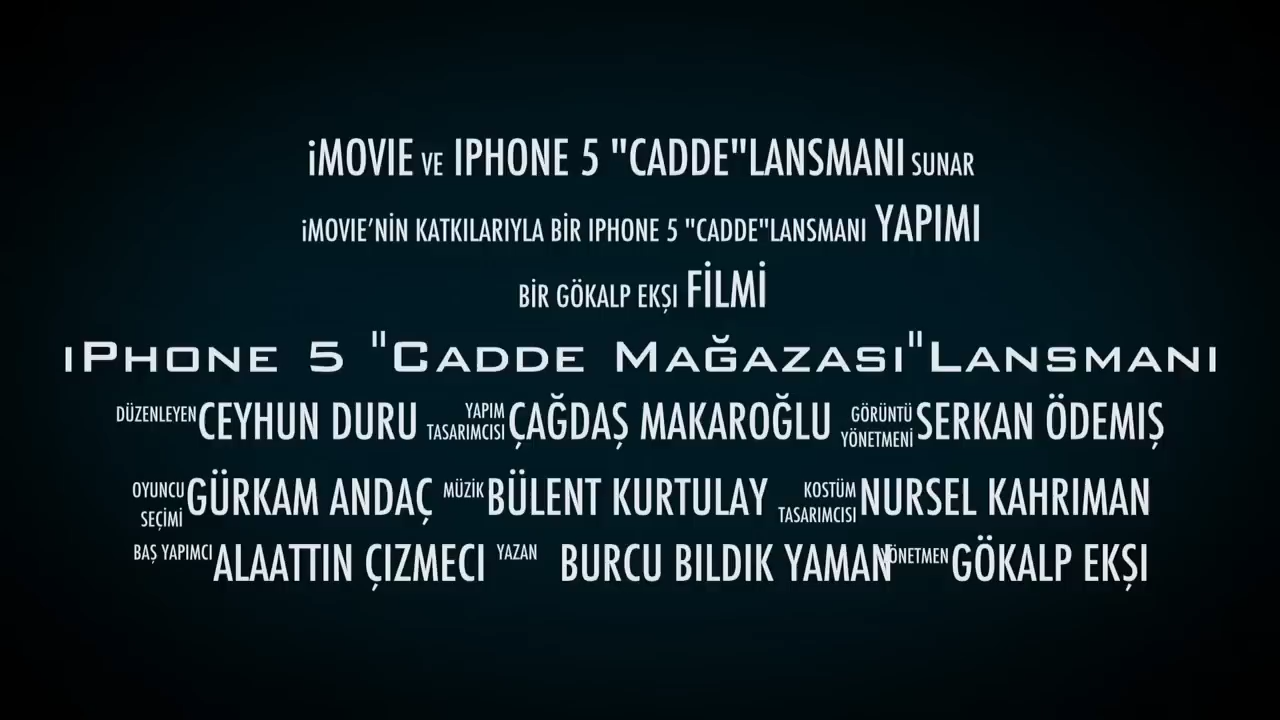 iMOVIE VE IPHONE 5 "CADDE"LANSMANI SUNAR
iMOVIE'NİN KATKILARIYLA BİR IPHONE 5 "CADDE"LANSMANI YAPIMI
BİR GÖKALP EKŞI FİLMİ
iPhone 5 "Cadde Mağazası"Lansmanı
DÜZENLEYEN CEYHUN DURU YAPIM TASARIMCISI ÇAĞDAŞ MAKAROĞLU GÖRÜNTÜ YÖNETMENİ SERKAN ÖDEMIŞ
OYUNCU SEÇİMİ GÜRKAM ANDAÇ MÜZİK BÜLENT KURTULAY KOSTÜM TASARIMCISI NURSEL KAHRIMAN
BAŞ YAPIMCI ALAATTIN ÇIZMECI YAZAN BURCU BILDIK YAMAN YÖNETMEN GÖKALP EKŞI